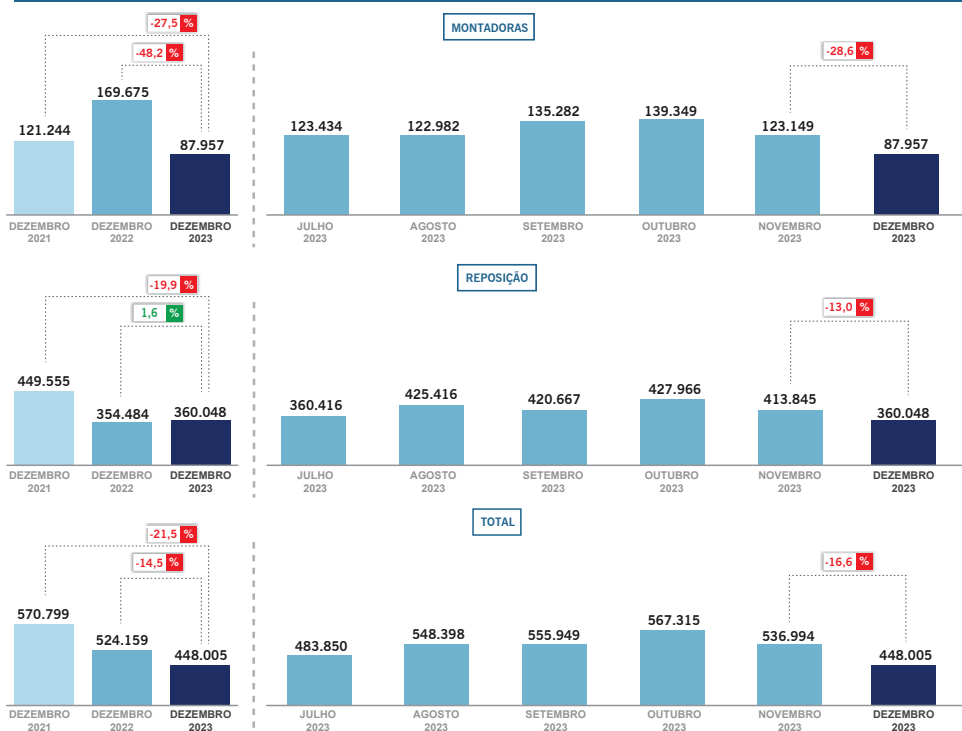 MONTADORAS
-27,5 %
-48,2 %
121.244
169.675
87.957
DEZEMBRO
2021
DEZEMBRO
2022
DEZEMBRO
2023
-28,6 %
123.434
122.982
135.282
139.349
123.149
87.957
JULHO
2023
AGOSTO
2023
SETEMBRO
2023
OUTUBRO
2023
NOVEMBRO
2023
DEZEMBRO
2023
REPOSIÇÃO
-19,9 %
1,6 %
449.555
354.484
360.048
DEZEMBRO
2021
DEZEMBRO
2022
DEZEMBRO
2023
-13,0 %
360.416
425.416
420.667
427.966
413.845
360.048
JULHO
2023
AGOSTO
2023
SETEMBRO
2023
OUTUBRO
2023
NOVEMBRO
2023
DEZEMBRO
2023
TOTAL
-21,5 %
-14,5 %
570.799
524.159
448.005
DEZEMBRO
2021
DEZEMBRO
2022
DEZEMBRO
2023
-16,6 %
483.850
548.398
555.949
567.315
536.994
448.005
JULHO
2023
AGOSTO
2023
SETEMBRO
2023
OUTUBRO
2023
NOVEMBRO
2023
DEZEMBRO
2023